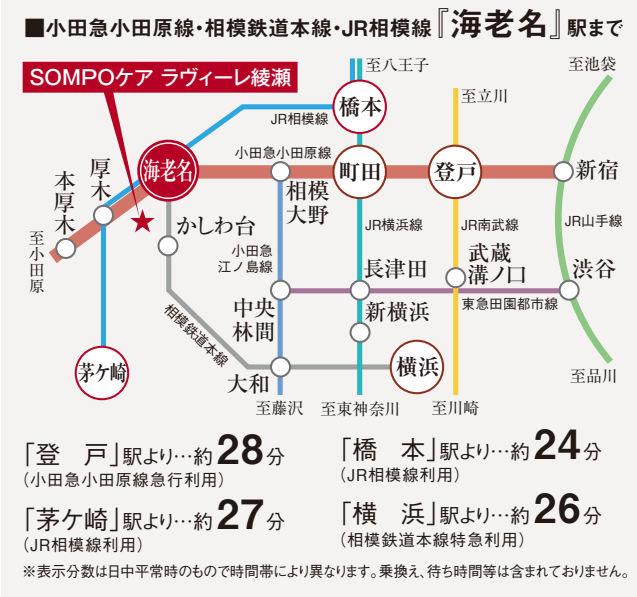 ■小田急小田原線・相模鉄道本線・JR相模線『海老名』駅まで
至八王子
至池袋
SOMPOケア ラヴィーレ綾瀬
至立川
橋本
JR相模線
小田急小田原線
海老名
町田
登戸
新宿
厚木
本厚木
相模
大野
かしわ台
JR横浜線
JR南武線
JR山手線
至小田原
小田急
江ノ島線
武蔵
溝ノ口
長津田
渋谷
東急田園都市線
中央
林間
新横浜
相模鉄道本線
茅ケ崎
大和
横浜
至品川
至藤沢
至東神奈川
至川崎
「登　戸」駅より…約28分
（小田急小田原線急行利用）
「橋　本」駅より…約24分
（JR相模線利用）
「茅ケ崎」駅より…約27分
（JR相模線利用）
「横　浜」駅より…約26分
（相模鉄道本線特急利用）
※表示分数は日中平常時のもので時間帯により異なります。乗換え、待ち時間等は含まれておりません。